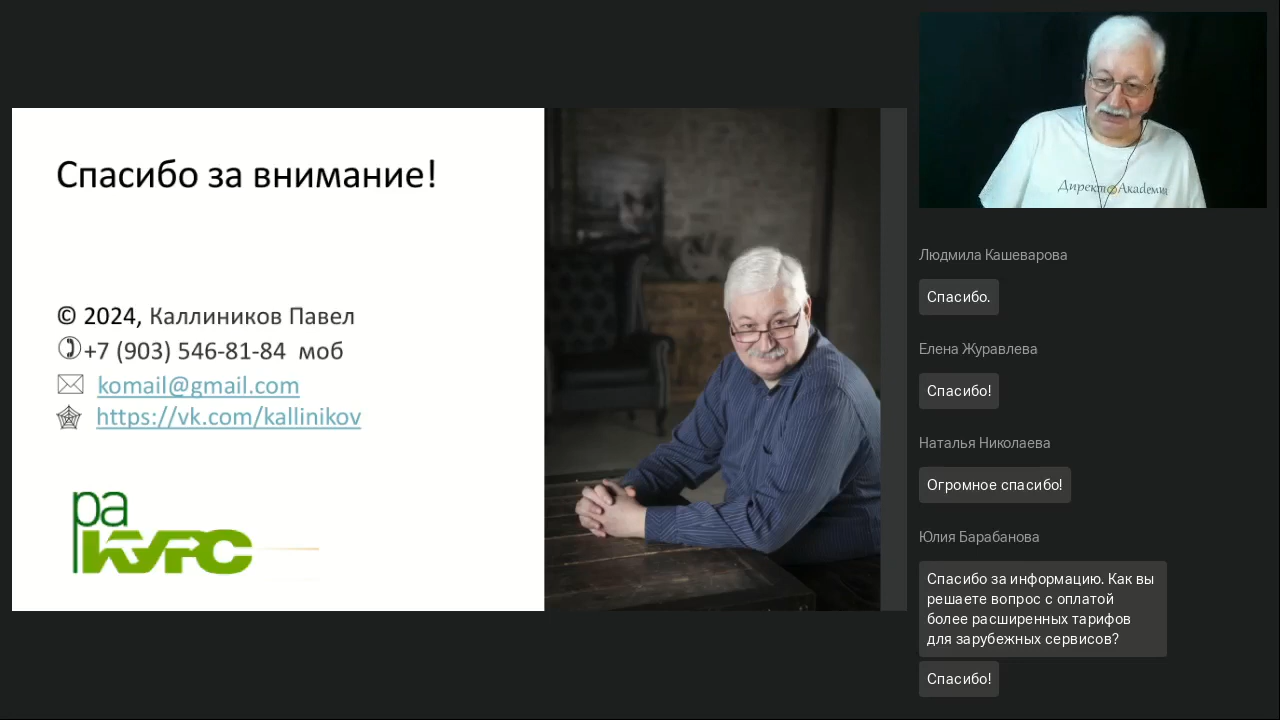 Спасибо за внимание!
© 2024, Каллиников Павел
+7 (903) 546-81-84 моб
komail@gmail.com
https://vk.com/kallinikov
ра
КУРС
Директ Академия
Людмила Кашеварова
Спасибо.
Елена Журавлева
Спасибо!
Наталья Николаева
Огромное спасибо!
Юлия Барабанова
Спасибо за информацию. Как вы
решаете вопрос с оплатой
более расширенных тарифов
для зарубежных сервисов?
Спасибо!